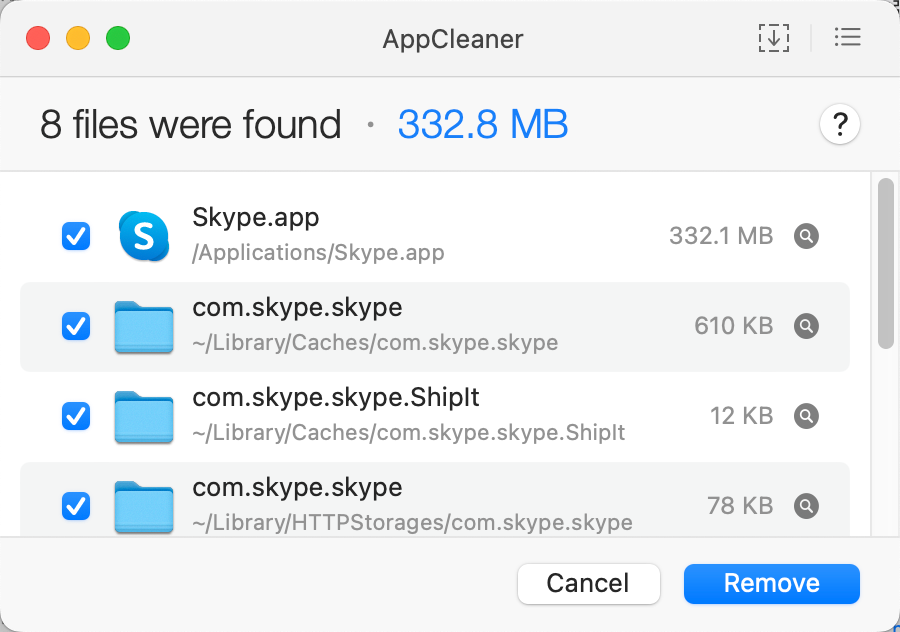 AppCleaner
8 files were found · 332.8 MB
?
Skype.app
/Applications/Skype.app
332.1 MB
com.skype.skype
~/Library/Caches/com.skype.skype
610 KB
com.skype.skype.ShipIt
~/Library/Caches/com.skype.skype.ShipIt
12 KB
com.skype.skype
~/Library/HTTPStorages/com.skype.skype
78 KB
Cancel
Remove